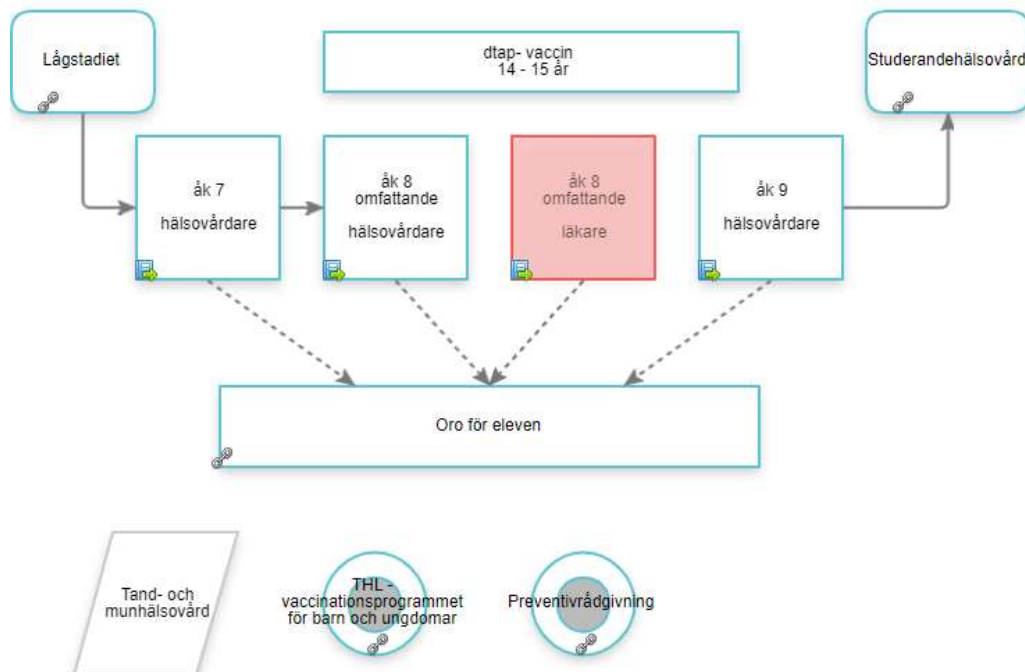 Lågstadiet
dtap- vaccin
14 - 15 år
Studerandehälsovård
åk 7
hälsovårdare
åk 8
omfattande
hälsovårdare
åk 8
omfattande
läkare
åk 9
hälsovårdare
Oro för eleven
Tand- och
munhälsovård
THL -
vaccinationsprogrammet
för barn och ungdomar
Preventivrådgivning